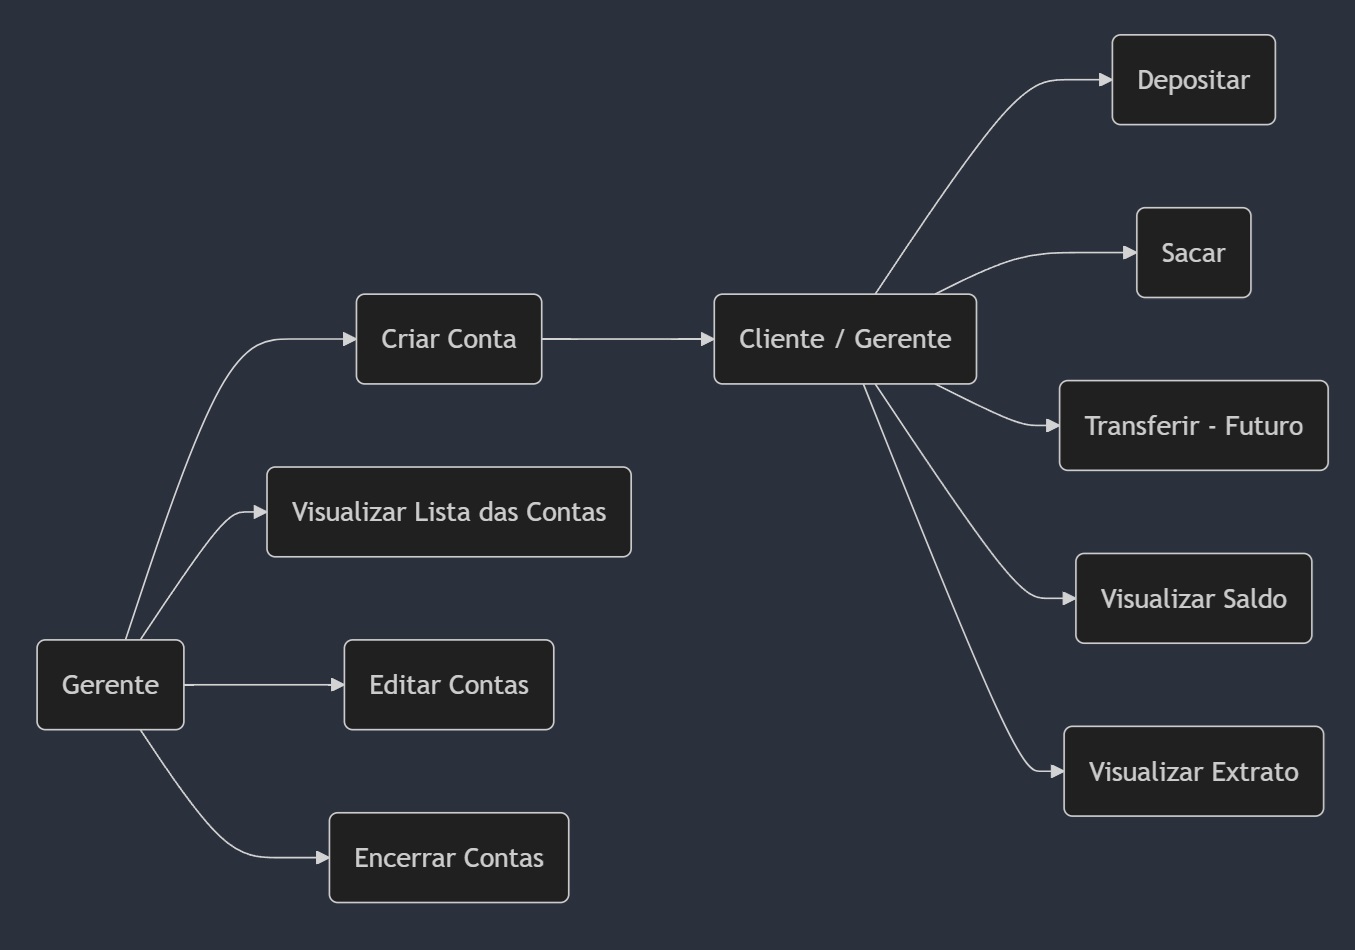 Gerente
Criar Conta
Visualizar Lista das Contas
Editar Contas
Encerrar Contas
Cliente / Gerente
Depositar
Sacar
Transferir - Futuro
Visualizar Saldo
Visualizar Extrato